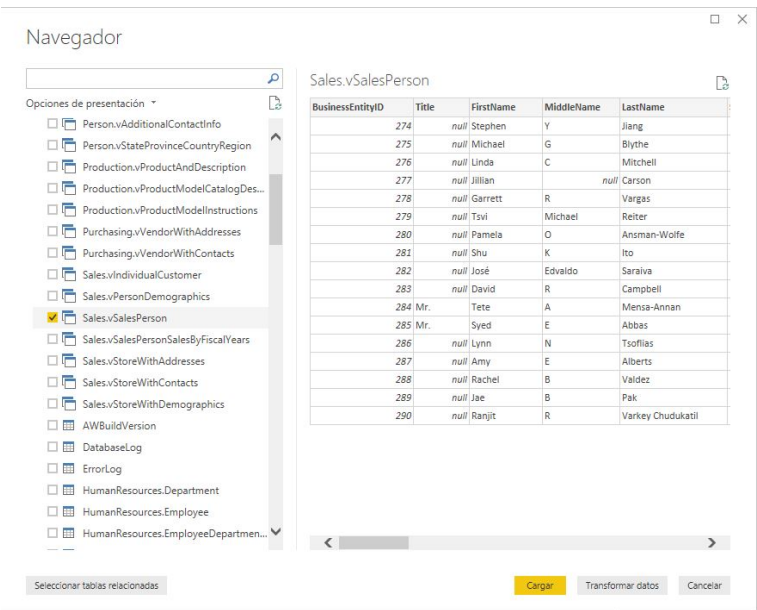 Navegador
Opciones de presentación
Person.vAdditionalContactInfo
Person.vStateProvinceCountryRegion
Production.vProductAndDescription
Production.vProductModelCatalogDes...
Production.vProductModelInstructions
Purchasing.vVendorWithAddresses
Purchasing.vVendorWithContacts
Sales.vIndividualCustomer
Sales.vPersonDemographics
Sales.vSalesPerson
Sales.vSalesPersonSalesByFiscalYears
Sales.vStoreWithAddresses
Sales.vStoreWithContacts
Sales.vStoreWithDemographics
AWBuildVersion
DatabaseLog
ErrorLog
HumanResources.Department
HumanResources.Employee
HumanResources.EmployeeDepartmen...
Sales.vSalesPerson
BusinessEntityID Title FirstName MiddleName LastName
274 null Stephen Y Jiang
275 null Michael G Blythe
276 null Linda C Mitchell
277 null Jillian null Carson
278 null Garrett R Vargas
279 null Tsvi Michael Reiter
280 null Pamela O Ansman-Wolfe
281 null Shu K Ito
282 null José Edvaldo Saraiva
283 null David R Campbell
284 Mr. Tete A Mensa-Annan
285 Mr. Syed E Abbas
286 null Lynn N Tsoflias
287 null Amy E Alberts
288 null Rachel B Valdez
289 null Jae B Pak
290 null Ranjit R Varkey Chudukatil
Seleccionar tablas relacionadas
Cargar
Transformar datos
Cancelar